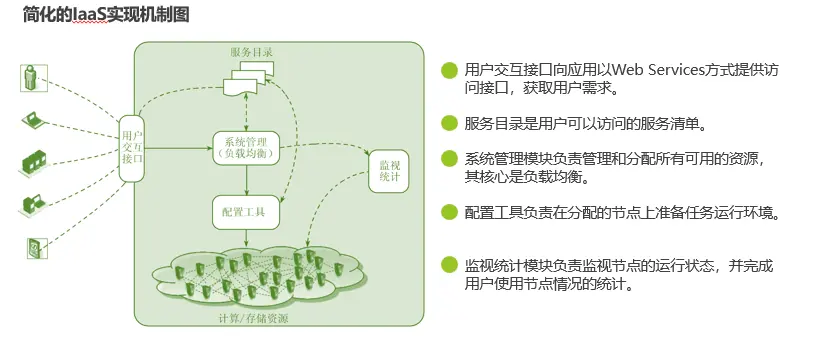 简化的IaaS实现机制图
服务目录
用户
交互
接口
系统管理
(负载均衡)
监视
统计
配置工具
计算/存储资源
用户交互接口向应用以Web Services方式提供访
问接口，获取用户需求。
服务目录是用户可以访问的服务清单。
系统管理模块负责管理和分配所有可用的资源，
其核心是负载均衡。
配置工具负责在分配的节点上准备任务运行环境。
监视统计模块负责监视节点的运行状态，并完成
用户使用节点情况的统计。